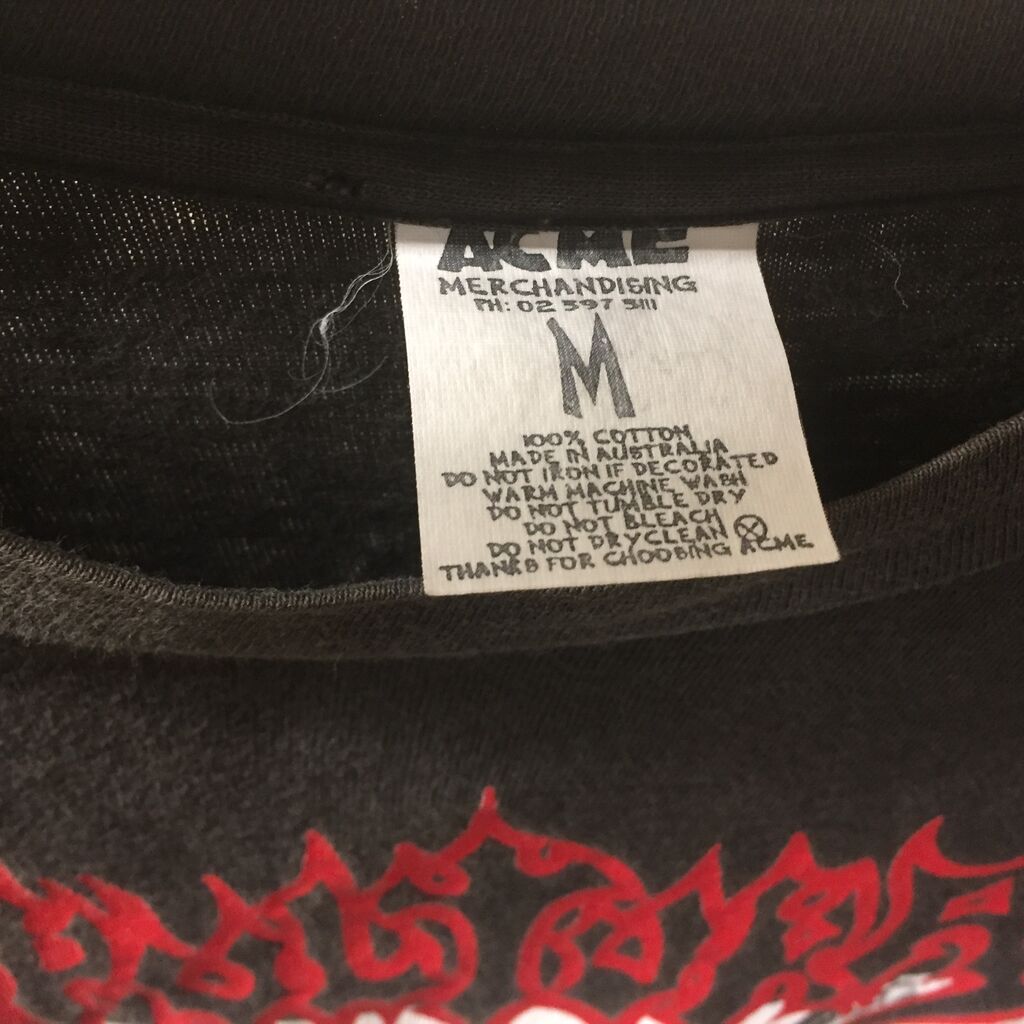 ACME
MERCHANDISING
PH: 02 597 3111
M
100% COTTON
MADE IN AUSTRALIA
DO NOT IRON IF DECORATED
WARM MACHINE WASH
DO NOT TUMBLE DRY
DO NOT BLEACH
DO NOT DRYCLEAN
THANKS FOR CHOOSING ACME